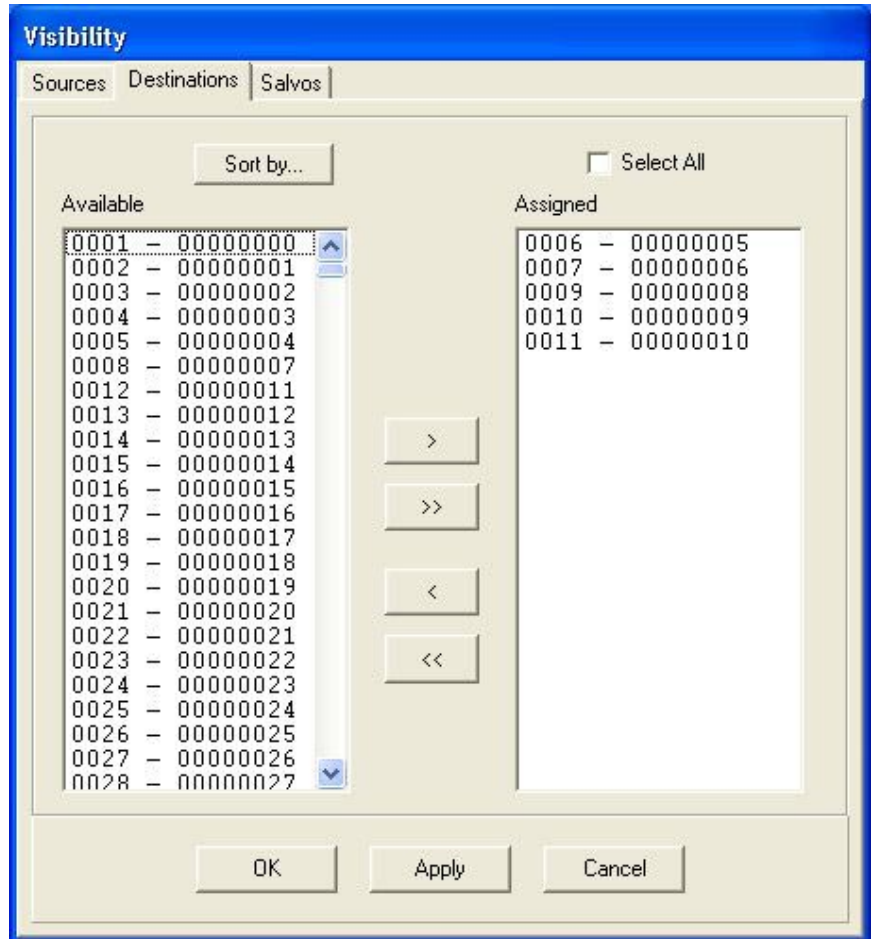 Visibility
Sources Destinations Salvos
Sort by...
Select All
Available
0001 – 00000000
0002 – 00000001
0003 – 00000002
0004 – 00000003
0005 – 00000004
0008 – 00000007
0012 – 00000011
0013 – 00000012
0014 – 00000013
0015 – 00000014
0016 – 00000015
0017 – 00000016
0018 – 00000017
0019 – 00000018
0020 – 00000019
0021 – 00000020
0022 – 00000021
0023 – 00000022
0024 – 00000023
0025 – 00000024
0026 – 00000025
0027 – 00000026
0028 – 00000027
>
>>
<
<<
Assigned
0006 – 00000005
0007 – 00000006
0009 – 00000008
0010 – 00000009
0011 – 00000010
OK Apply Cancel